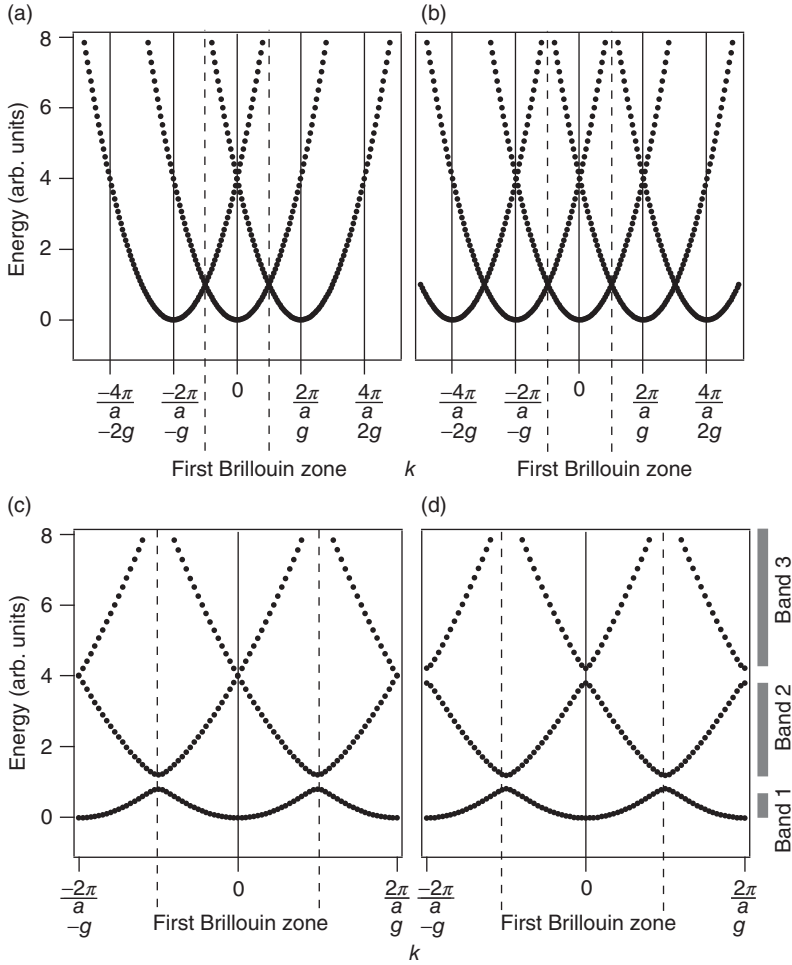 (a)
(b)
Energy (arb. units)
8
6
4
2
0
−4π/a
−2π/a
0
2π/a
4π/a
−4π/a
−2π/a
0
2π/a
4π/a
−2g
−g
g
2g
−2g
−g
g
2g
First Brillouin zone
k
First Brillouin zone
(c)
(d)
Energy (arb. units)
8
6
4
2
0
Band 3
Band 2
Band 1
−2π/a
0
2π/a
−2π/a
0
2π/a
−g
First Brillouin zone
g
−g
First Brillouin zone
g
k